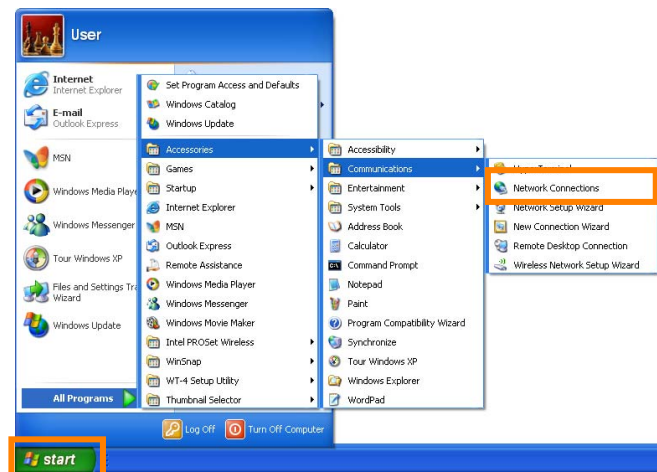 User
Internet
Internet Explorer
E-mail
Outlook Express
MSN
Windows Media Playe
Windows Messenger
Tour Windows XP
Files and Settings Tra
Wizard
Windows Update
All Programs
Log Off
Turn Off Computer
start
Set Program Access and Defaults
Windows Catalog
Windows Update
Accessories
Games
Startup
Internet Explorer
MSN
Outlook Express
Remote Assistance
Windows Media Player
Windows Messenger
Windows Movie Maker
Intel PROSet Wireless
WinSnap
WT-4 Setup Utility
Thumbnail Selector
Accessibility
Communications
Entertainment
System Tools
Address Book
Calculator
Command Prompt
Notepad
Paint
Program Compatibility Wizard
Synchronize
Tour Windows XP
Windows Explorer
WordPad
Network Connections
Network Setup Wizard
New Connection Wizard
Remote Desktop Connection
Wireless Network Setup Wizard